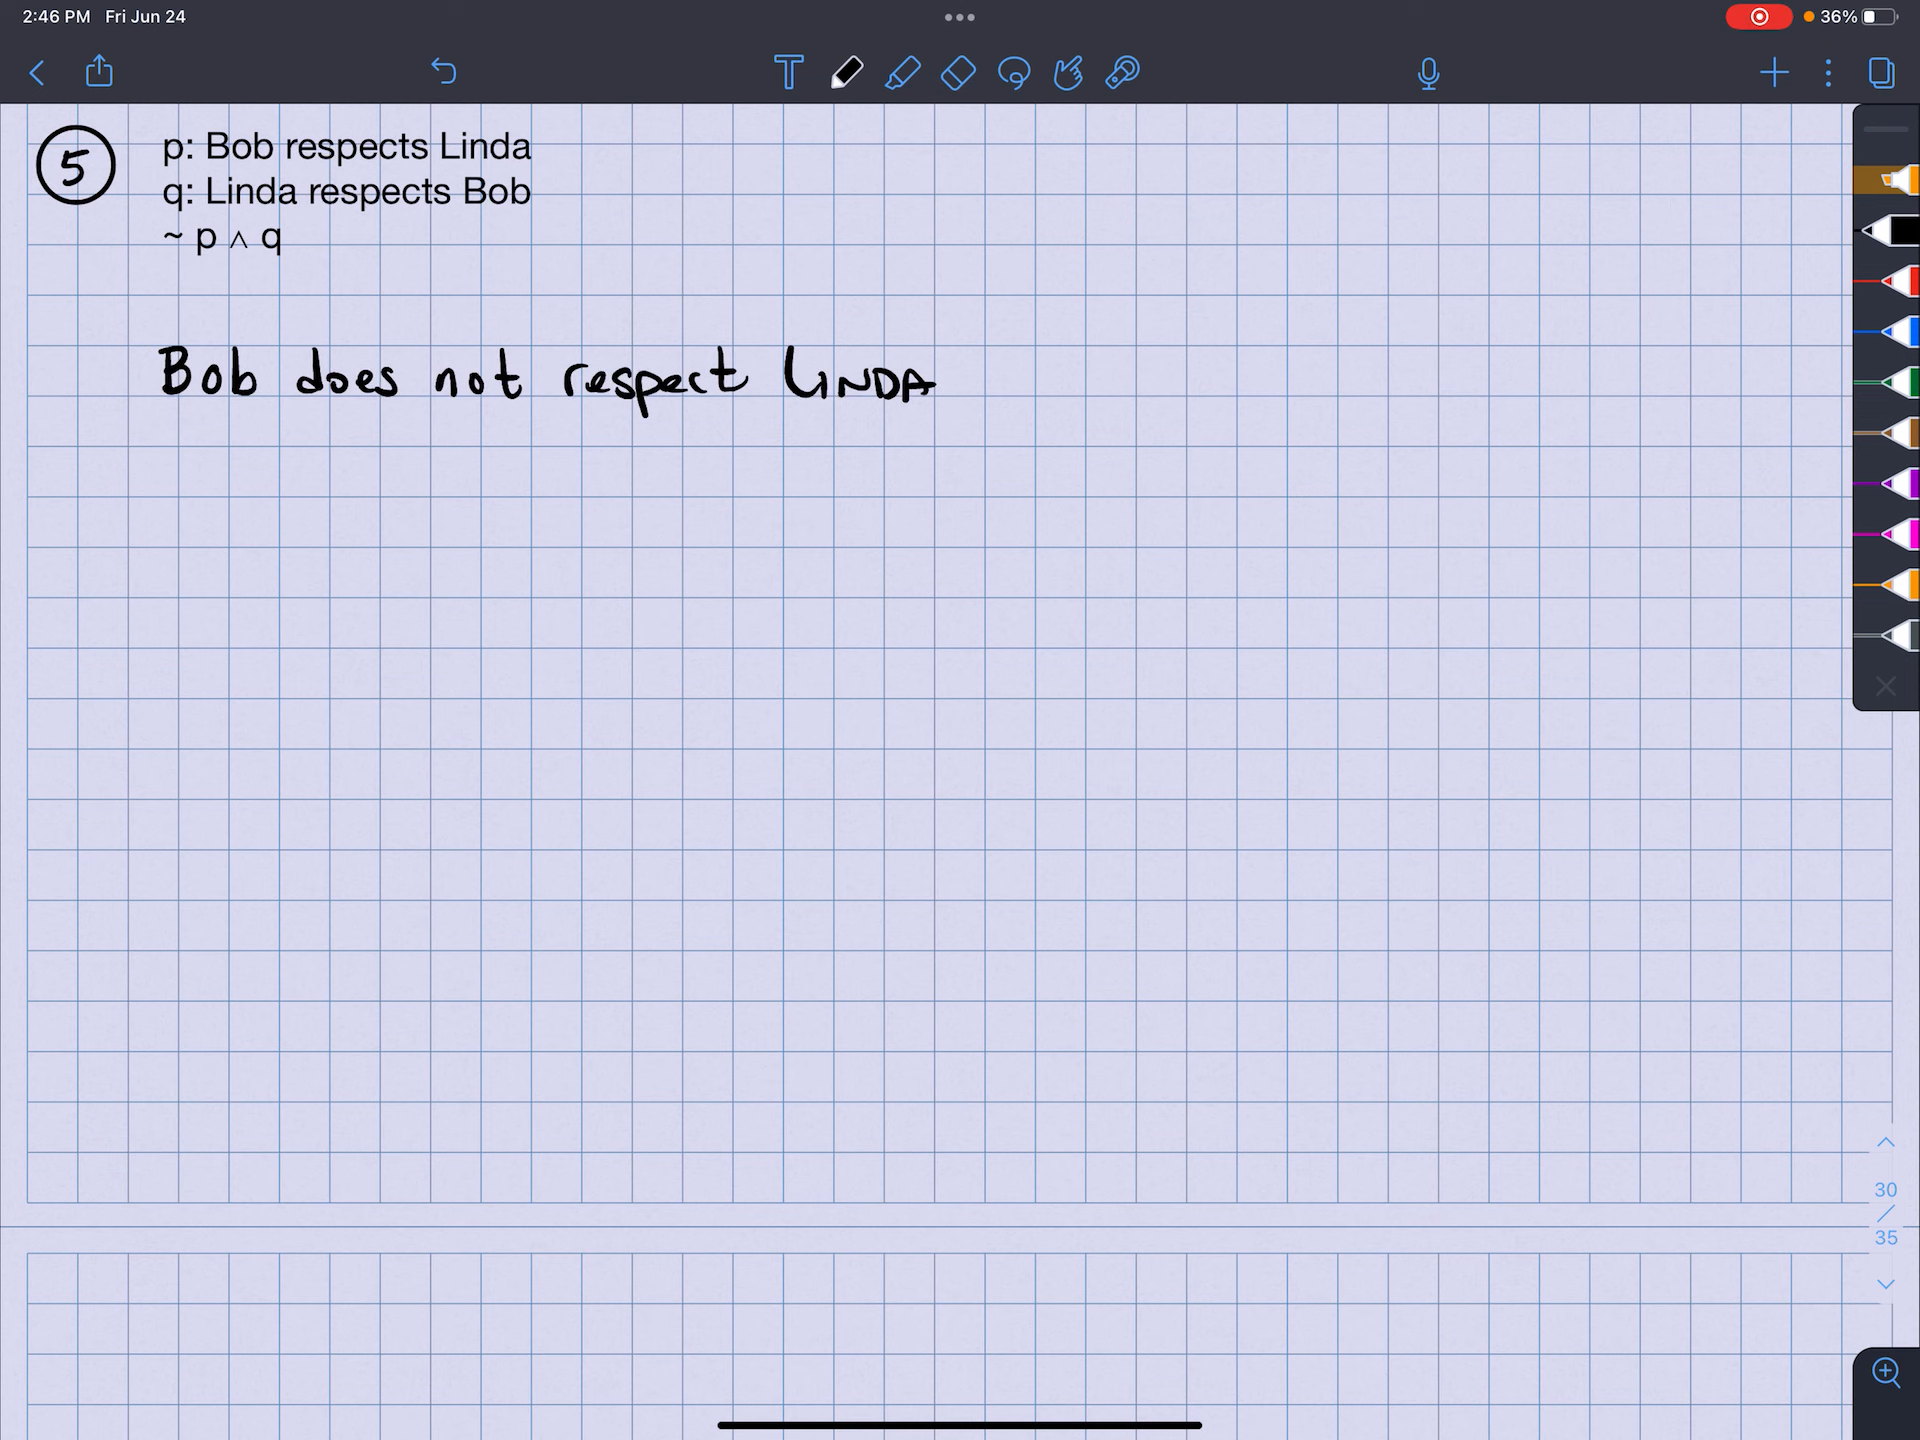 2:46 PM Fri Jun 24
36%
5
p: Bob respects Linda
q: Linda respects Bob
~ p ∧ q
Bob does not respect LINDA
30
/
35